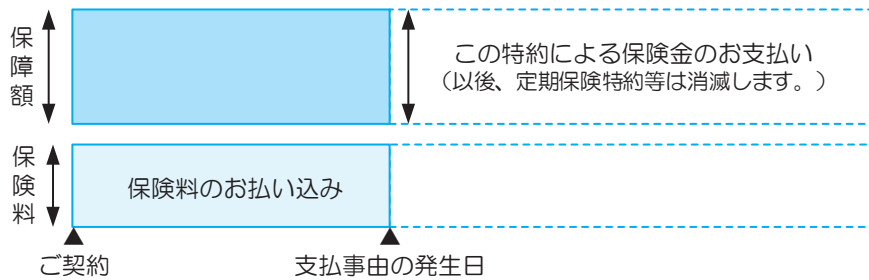 保障額
この特約による保険金のお支払い
（以後、定期保険特約等は消滅します。）
保険料
保険料のお払い込み
ご契約
支払事由の発生日